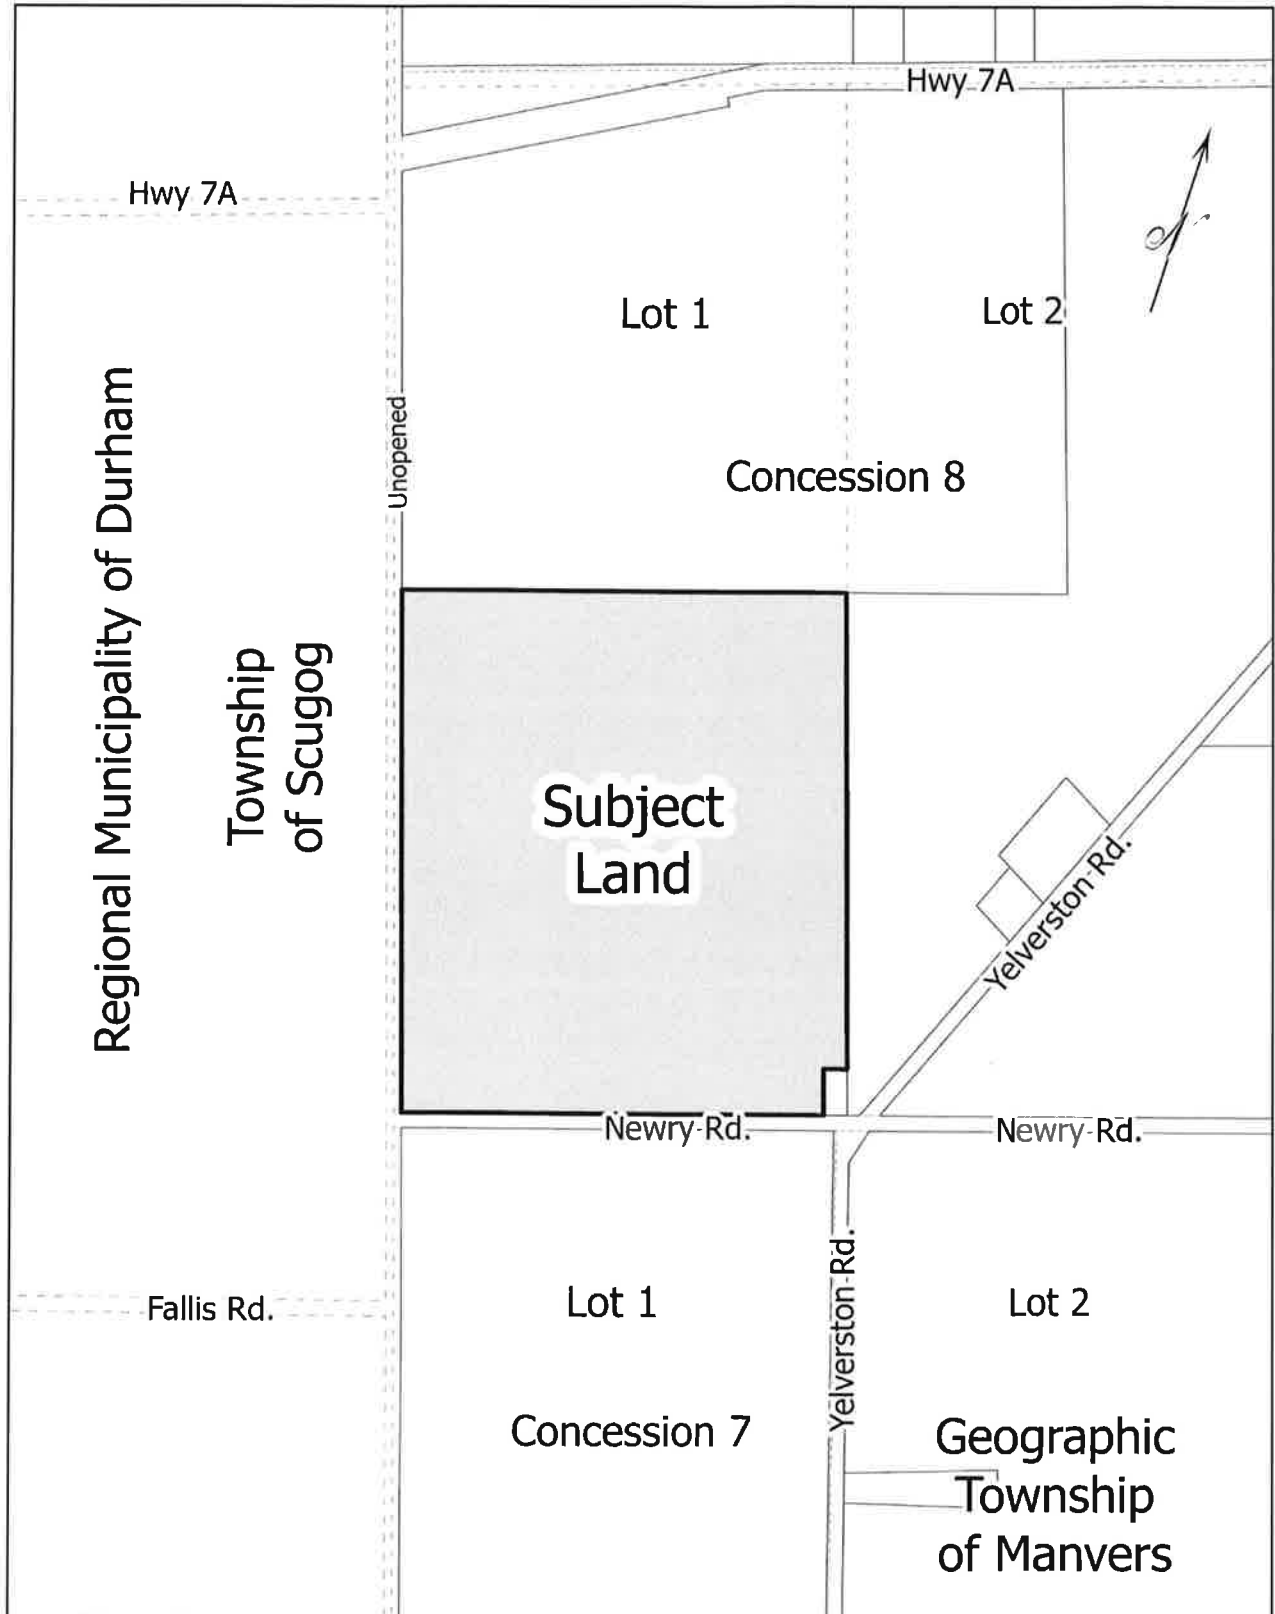 Hwy 7A
Hwy 7A
Lot 1
Lot 2
Unopened
Concession 8
Regional Municipality of Durham
Township
of Scugog
Subject
Land
Yelverston Rd.
Newry Rd.
Newry Rd.
Yelverston Rd.
Fallis Rd.
Lot 1
Lot 2
Concession 7
Geographic
Township
of Manvers